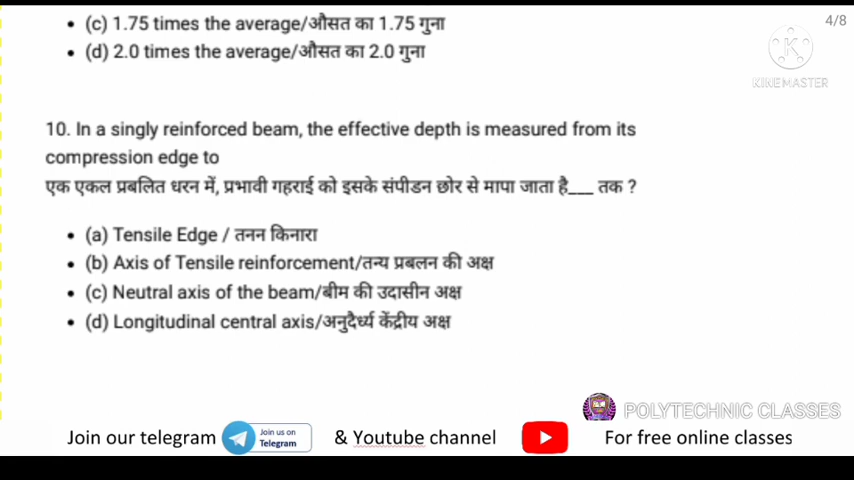 (c) 1.75 times the average/औसत का 1.75 गुना
4/8
(d) 2.0 times the average/औसत का 2.0 गुना
KINEMASTER
10. In a singly reinforced beam, the effective depth is measured from its
compression edge to
एक एकल प्रबलित धरन में, प्रभावी गहराई को इसके संपीडन छोर से मापा जाता है___ तक ?
(a) Tensile Edge / तनन किनारा
(b) Axis of Tensile reinforcement/तन्य प्रबलन की अक्ष
(c) Neutral axis of the beam/बीम की उदासीन अक्ष
(d) Longitudinal central axis/अनुदैर्ध्य केंद्रीय अक्ष
POLYTECHNIC CLASSES
Join our telegram Join us on Telegram & Youtube channel For free online classes